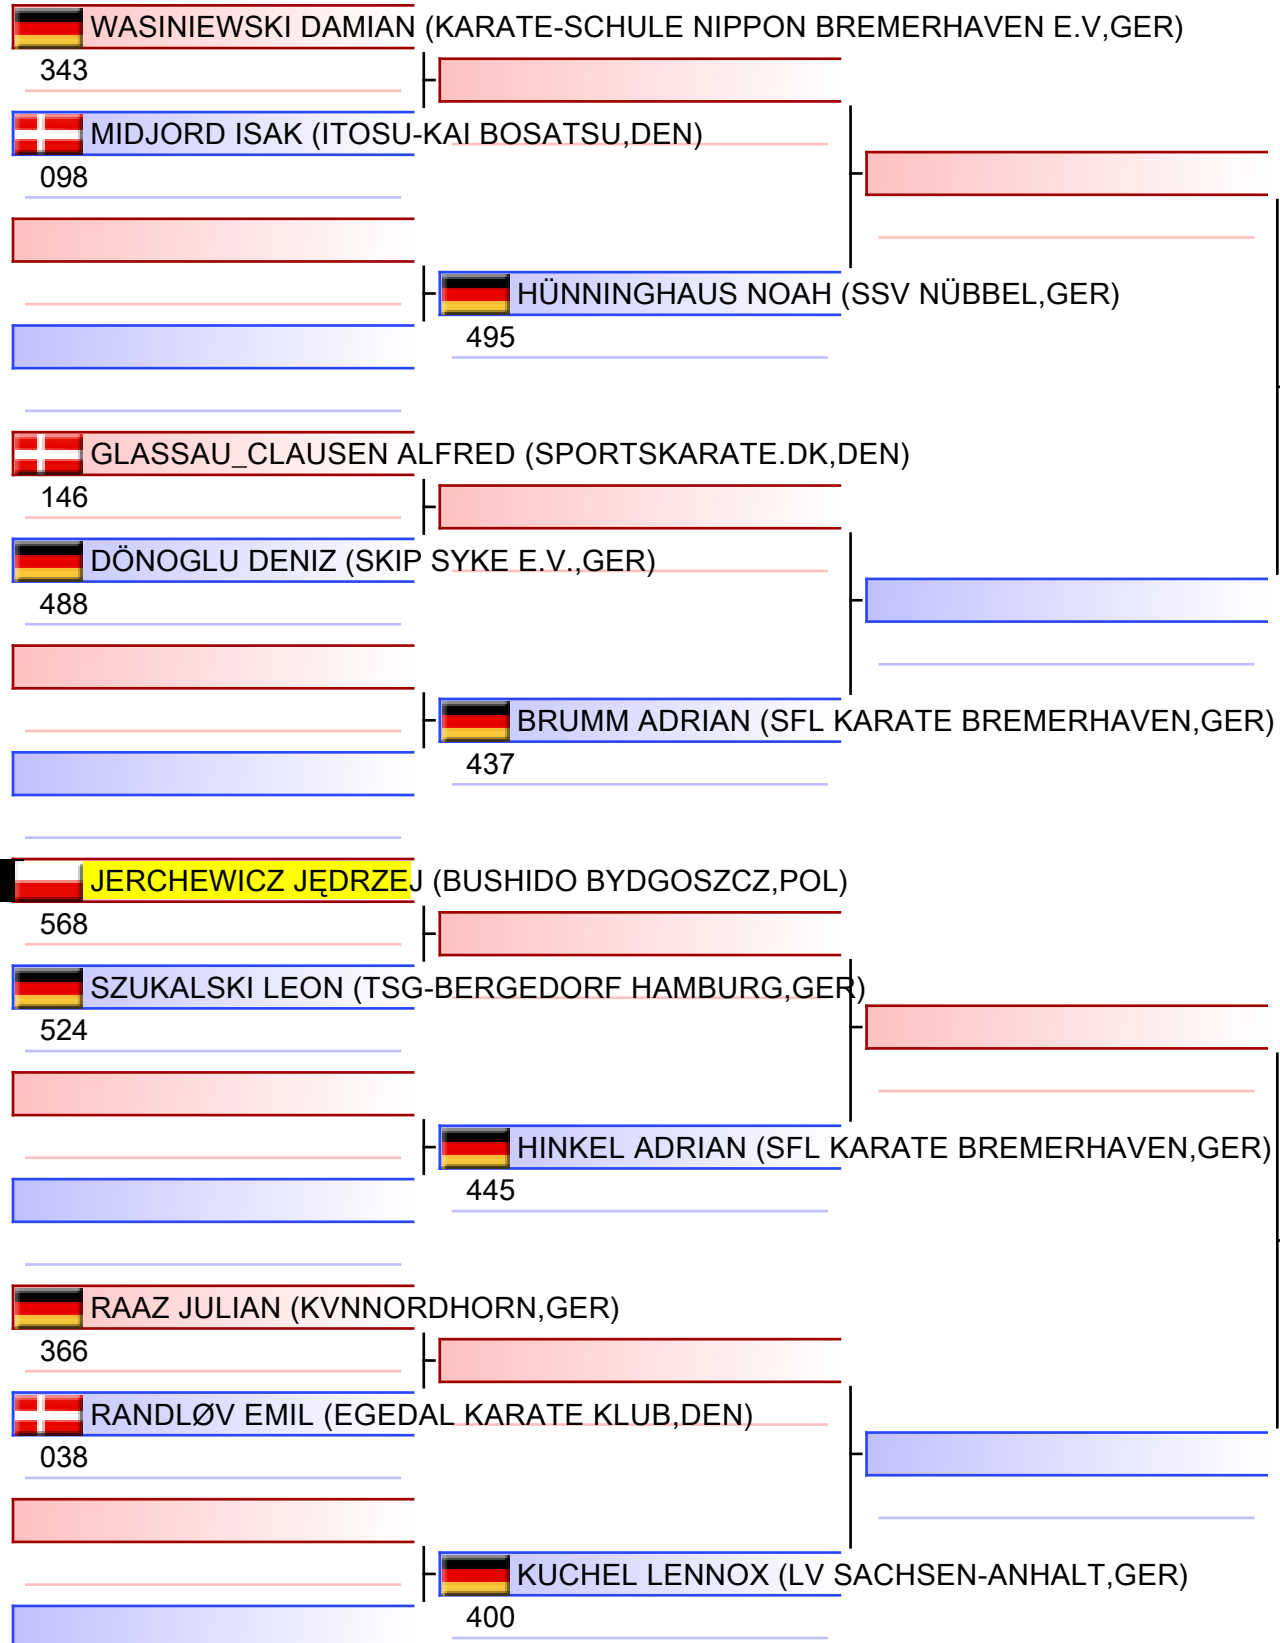 WASINIEWSKI DAMIAN (KARATE-SCHULE NIPPON BREMERHAVEN E.V,GER)
343
MIDJORD ISAK (ITOSU-KAI BOSATSU,DEN)
098
HÜNNINGHAUS NOAH (SSV NÜBBEL,GER)
495
GLASSAU_CLAUSEN ALFRED (SPORTSKARATE.DK,DEN)
146
DÖNOGLU DENIZ (SKIP SYKE E.V.,GER)
488
BRUMM ADRIAN (SFL KARATE BREMERHAVEN,GER)
437
JERCHEWICZ JĘDRZEJ (BUSHIDO BYDGOSZCZ,POL)
568
SZUKALSKI LEON (TSG-BERGEDORF HAMBURG,GER)
524
HINKEL ADRIAN (SFL KARATE BREMERHAVEN,GER)
445
RAAZ JULIAN (KVNNORDHORN,GER)
366
RANDLØV EMIL (EGEDAL KARATE KLUB,DEN)
038
KUCHEL LENNOX (LV SACHSEN-ANHALT,GER)
400